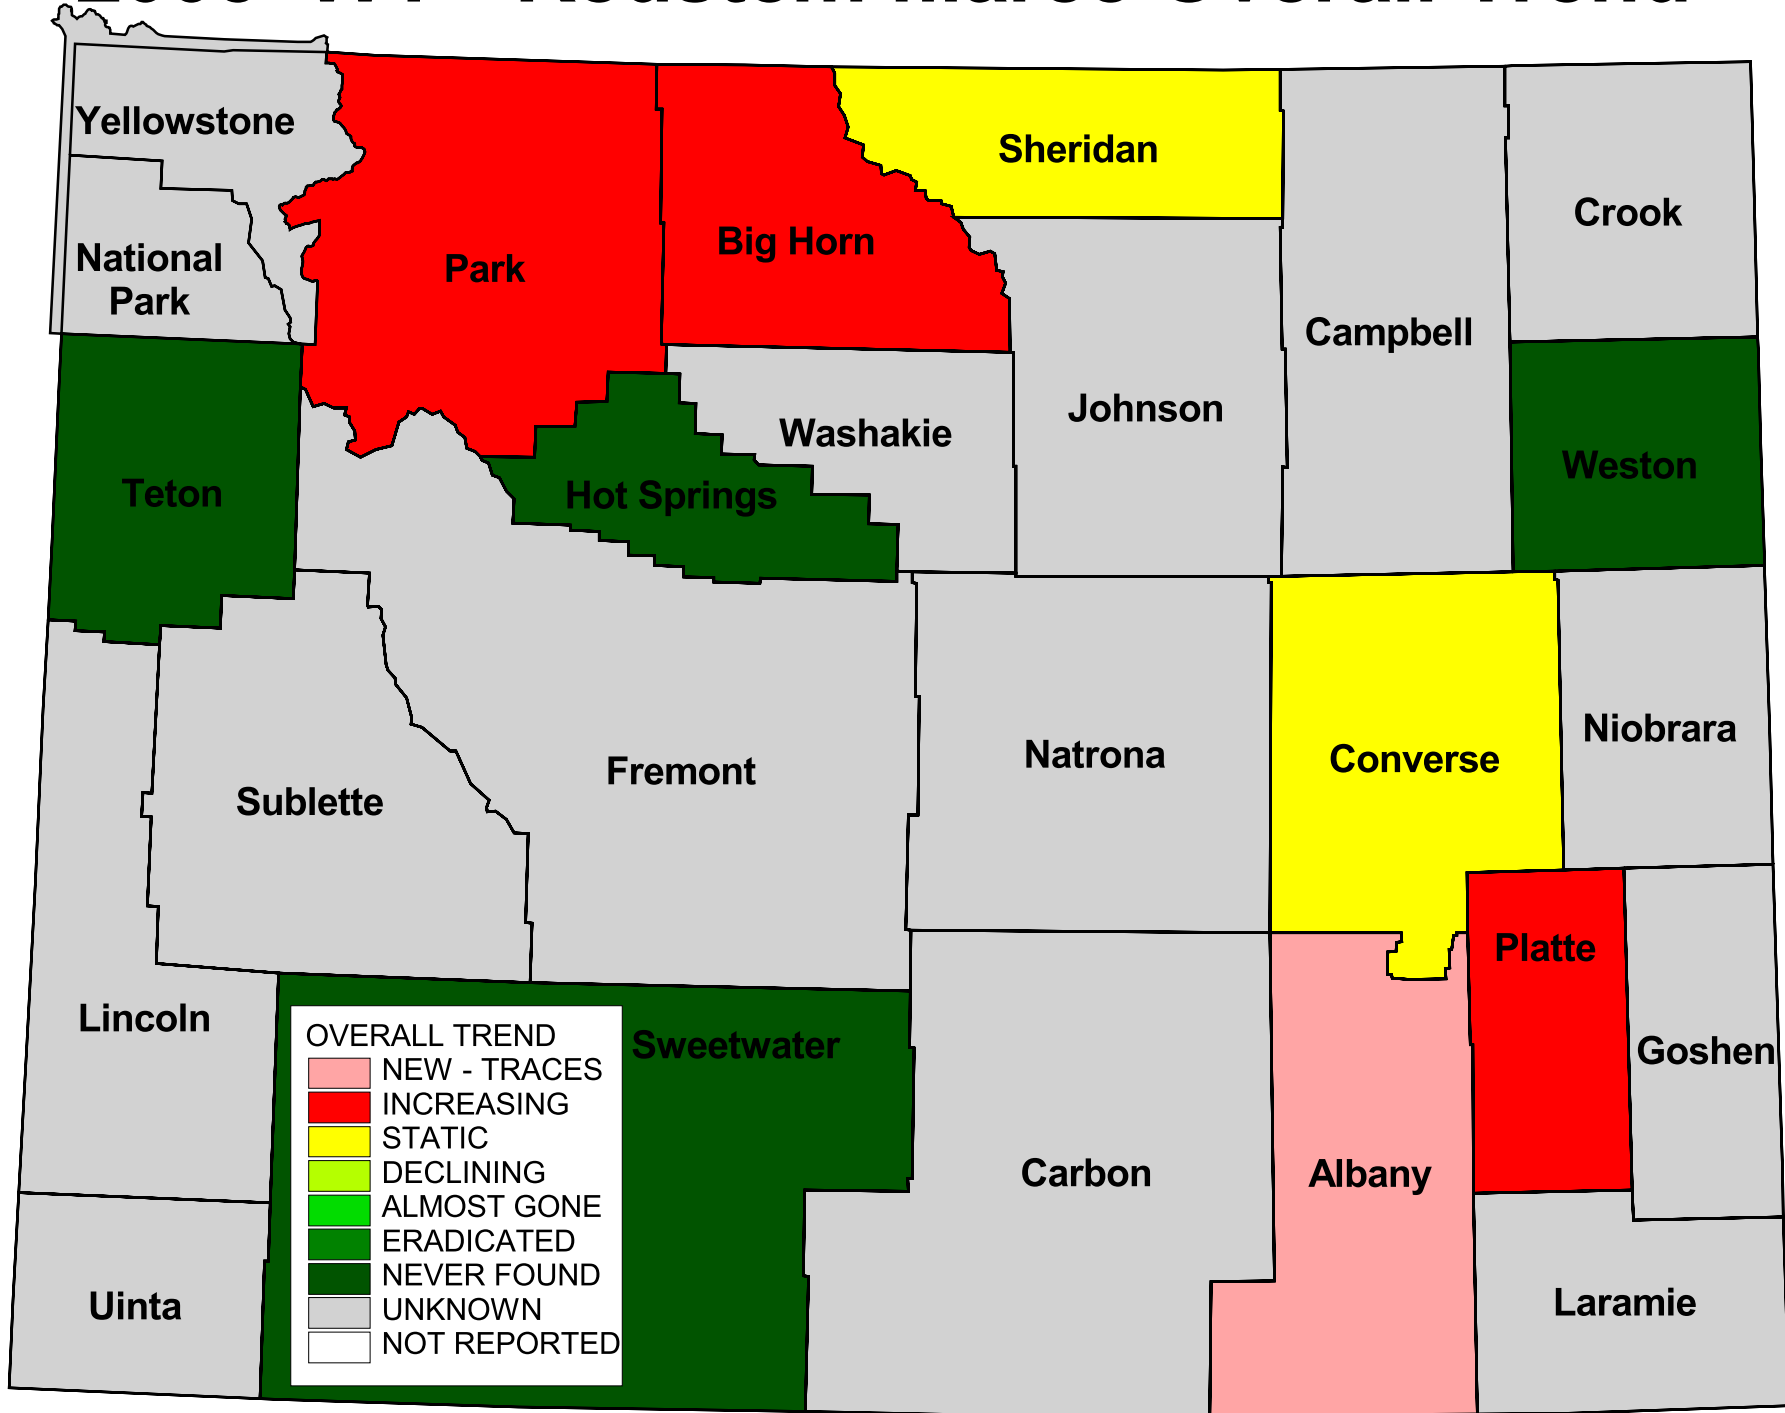 Overall Trend
Yellowstone
National
Park
Park
Big Horn
Sheridan
Campbell
Crook
Johnson
Washakie
Hot Springs
Teton
Weston
Sublette
Fremont
Natrona
Converse
Niobrara
Platte
Goshen
Lincoln
Sweetwater
Carbon
Albany
Laramie
Uinta
OVERALL TREND
NEW - TRACES
INCREASING
STATIC
DECLINING
ALMOST GONE
ERADICATED
NEVER FOUND
UNKNOWN
NOT REPORTED